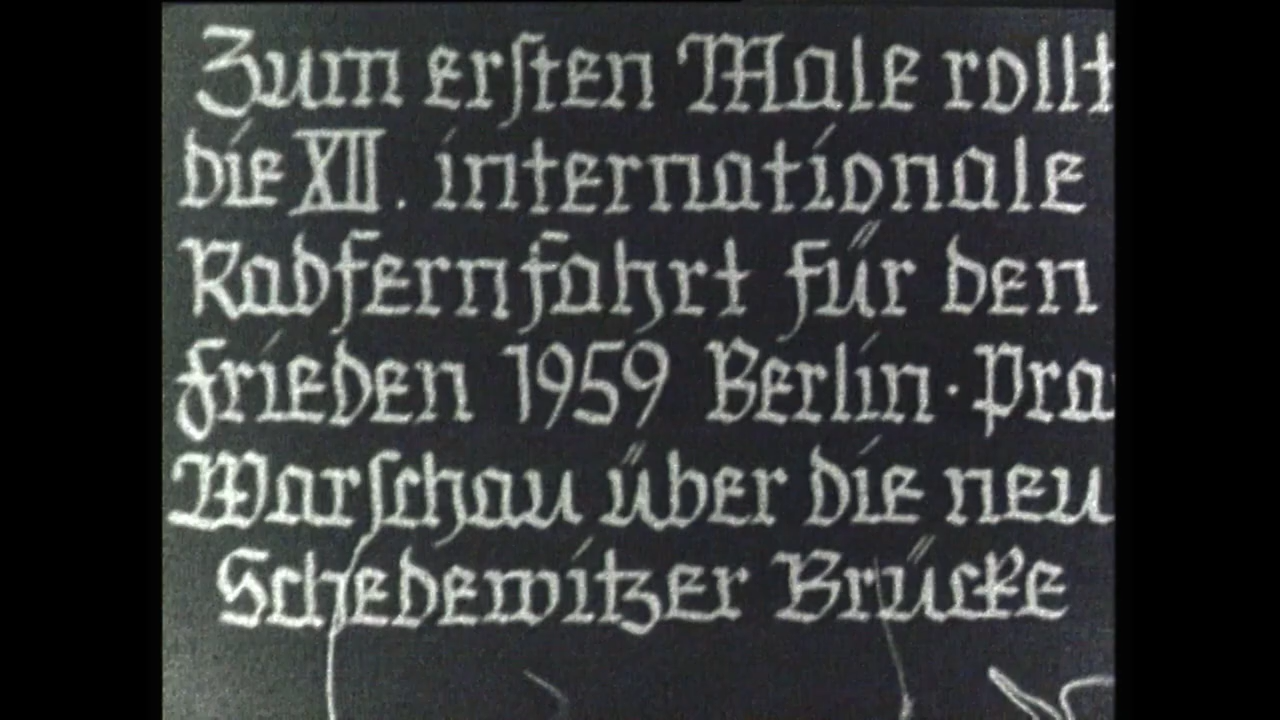 Zum ersten Male rollt
die XII. internationale
Radfernfahrt für den
Frieden 1959 Berlin · Pra
Warschau über die neu
Schedewitzer Brücke